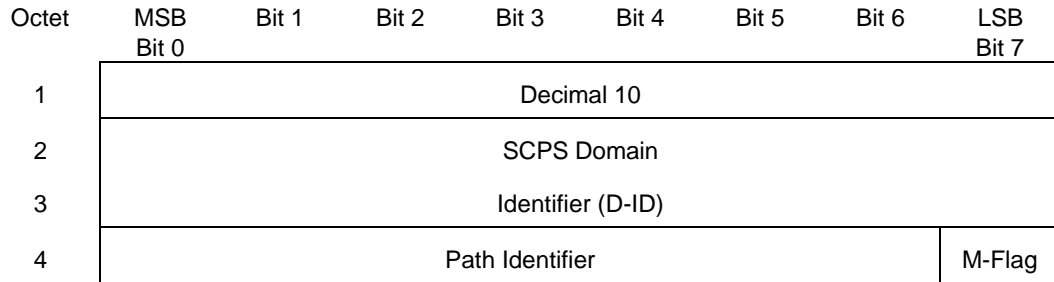 Octet MSB Bit 1 Bit 2 Bit 3 Bit 4 Bit 5 Bit 6 LSB
Bit 0 Bit 7
1 Decimal 10
2 SCPS Domain
3 Identifier (D-ID)
4 Path Identifier M-Flag